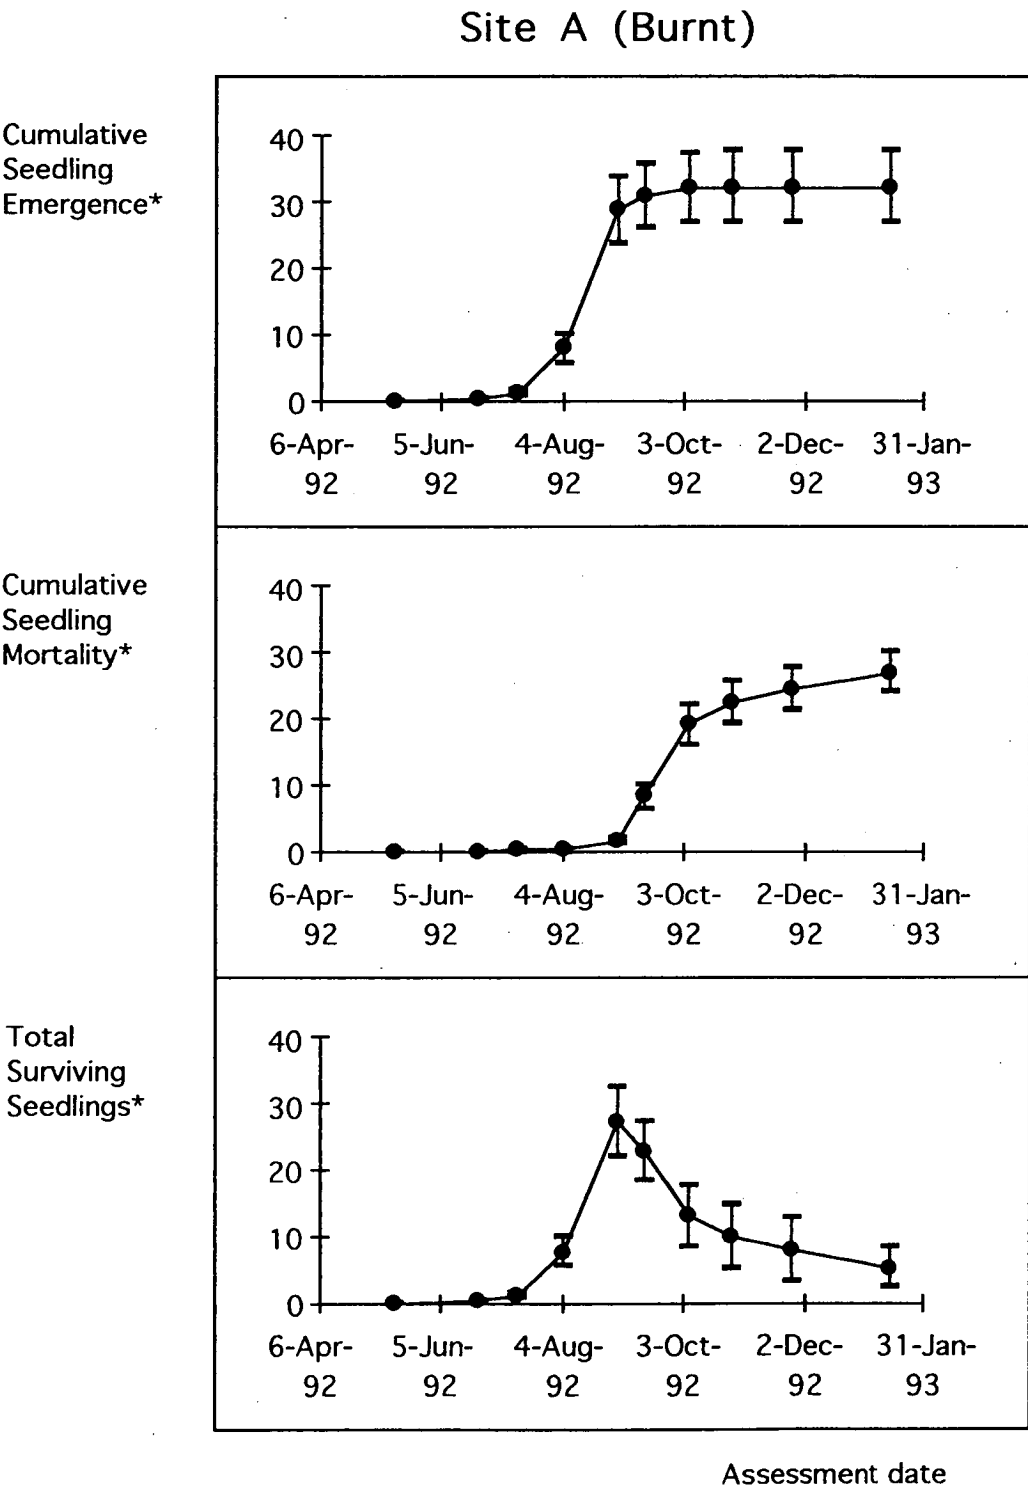 Site A (Burnt)
Cumulative
Seedling
Emergence*
40
30
20
10
0
6-Apr- 5-Jun- 4-Aug- 3-Oct- 2-Dec- 31-Jan-
92 92 92 92 92 93
Cumulative
Seedling
Mortality*
40
30
20
10
0
6-Apr- 5-Jun- 4-Aug- 3-Oct- 2-Dec- 31-Jan-
92 92 92 92 92 93
Total
Surviving
Seedlings*
40
30
20
10
0
6-Apr- 5-Jun- 4-Aug- 3-Oct- 2-Dec- 31-Jan-
92 92 92 92 92 93
Assessment date